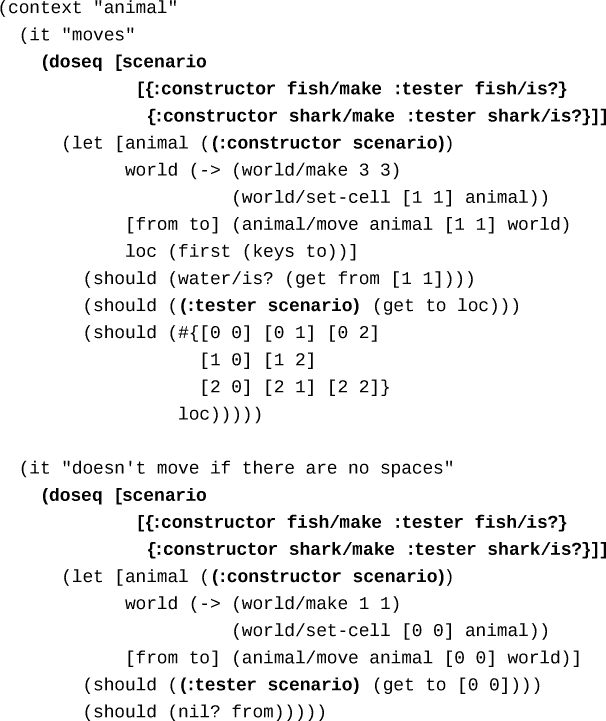 (context "animal"
  (it "moves"
    (doseq [scenario
             [{:constructor fish/make :tester fish/is?}
              {:constructor shark/make :tester shark/is?}]]
      (let [animal ((:constructor scenario))
            world (-> (world/make 3 3)
                      (world/set-cell [1 1] animal))
            [from to] (animal/move animal [1 1] world)
            loc (first (keys to))]
        (should (water/is? (get from [1 1])))
        (should ((:tester scenario) (get to loc)))
        (should (#{[0 0] [0 1] [0 2]
                   [1 0] [1 2]
                   [2 0] [2 1] [2 2]}
                 loc)))))

  (it "doesn't move if there are no spaces"
    (doseq [scenario
             [{:constructor fish/make :tester fish/is?}
              {:constructor shark/make :tester shark/is?}]]
      (let [animal ((:constructor scenario))
            world (-> (world/make 1 1)
                      (world/set-cell [0 0] animal))
            [from to] (animal/move animal [0 0] world)]
        (should ((:tester scenario) (get to [0 0])))
        (should (nil? from)))))